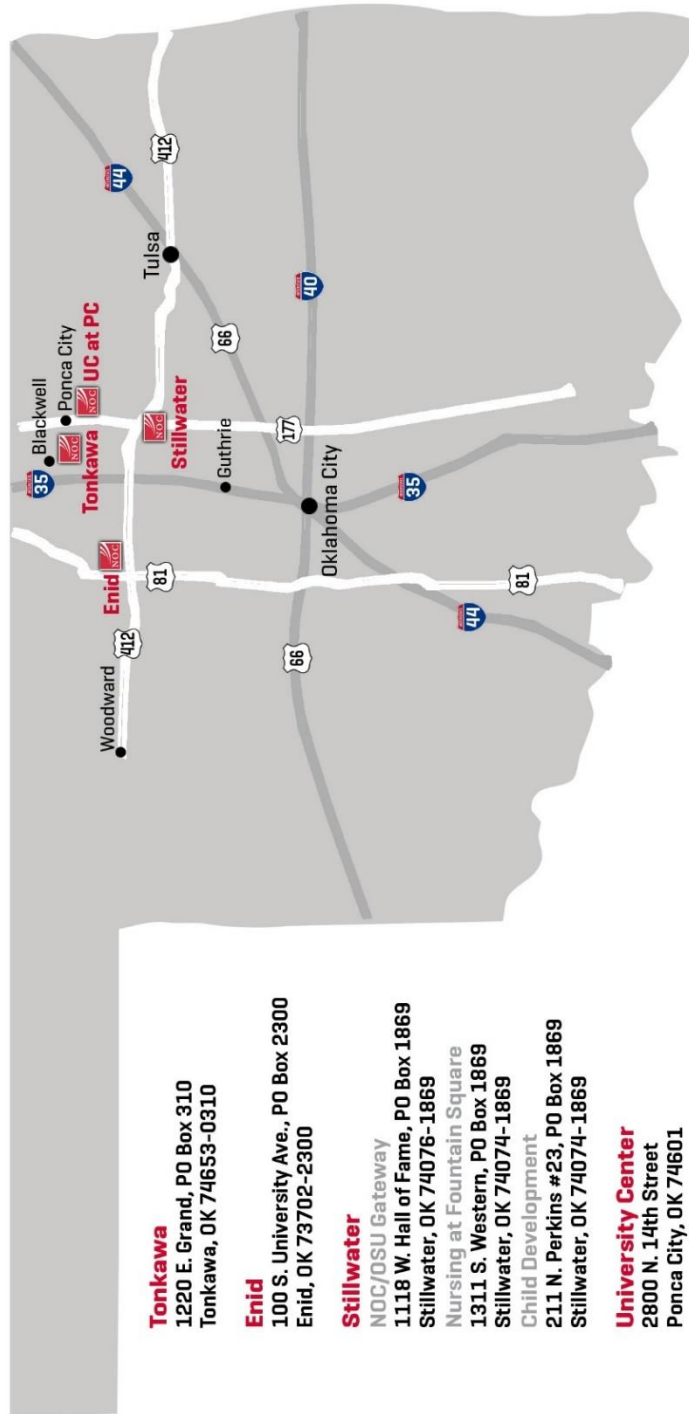 Tonkawa
1220 E. Grand, PO Box 310
Tonkawa, OK 74653-0310
Enid
100 S. University Ave., PO Box 2300
Enid, OK 73702-2300
Stillwater
NOC/OSU Gateway
1118 W. Hall of Fame, PO Box 1869
Stillwater, OK 74076-1869
Nursing at Fountain Square
1311 S. Western, PO Box 1869
Stillwater, OK 74074-1869
Child Development
211 N. Perkins #23, PO Box 1869
Stillwater, OK 74074-1869
University Center
2800 N. 14th Street
Ponca City, OK 74601
35
Blackwell
Ponca City
NOC
Tonkawa
NOC
UC at PC
44
Enid
NOC
Woodward
412
81
NOC
Stillwater
Tulsa
412
Guthrie
66
177
66
Oklahoma City
40
44
35
81